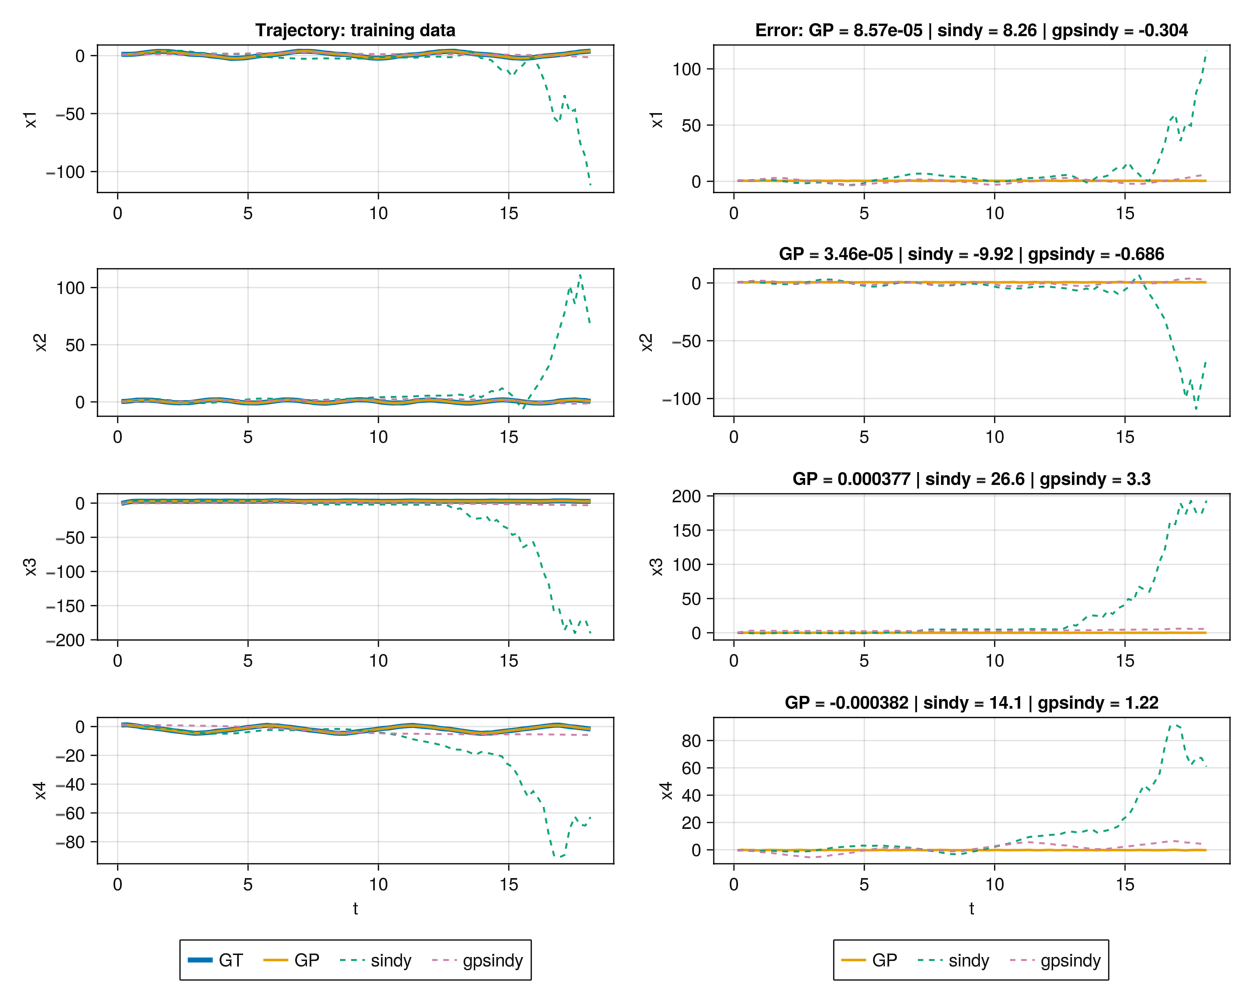 Trajectory: training data
0
−50
−100
x1
0 5 10 15
Error: GP = 8.57e-05 | sindy = 8.26 | gpsindy = -0.304
100
50
0
x1
0 5 10 15
100
50
0
x2
0 5 10 15
GP = 3.46e-05 | sindy = -9.92 | gpsindy = -0.686
0
−50
−100
x2
0 5 10 15
0
−50
−100
−150
−200
x3
0 5 10 15
GP = 0.000377 | sindy = 26.6 | gpsindy = 3.3
200
150
100
50
0
x3
0 5 10 15
0
−20
−40
−60
−80
x4
0 5 10 15
t
GP = -0.000382 | sindy = 14.1 | gpsindy = 1.22
80
60
40
20
0
x4
0 5 10 15
t
GT GP sindy gpsindy
GP sindy gpsindy